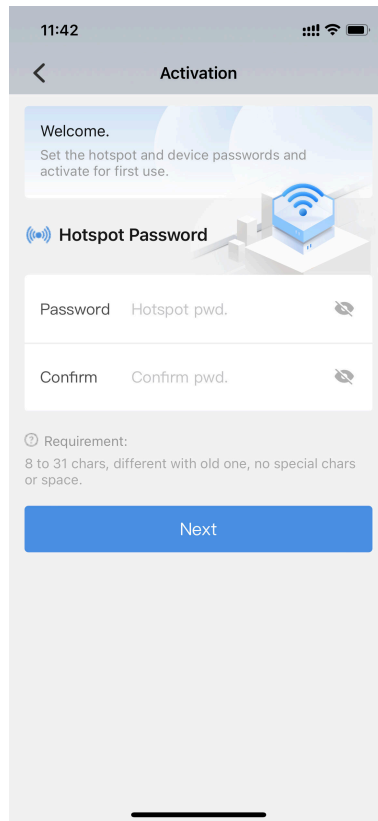 11:42
Activation
Welcome.
Set the hotspot and device passwords and
activate for first use.
Hotspot Password
Password Hotspot pwd.
Confirm Confirm pwd.
? Requirement:
8 to 31 chars, different with old one, no special chars
or space.
Next